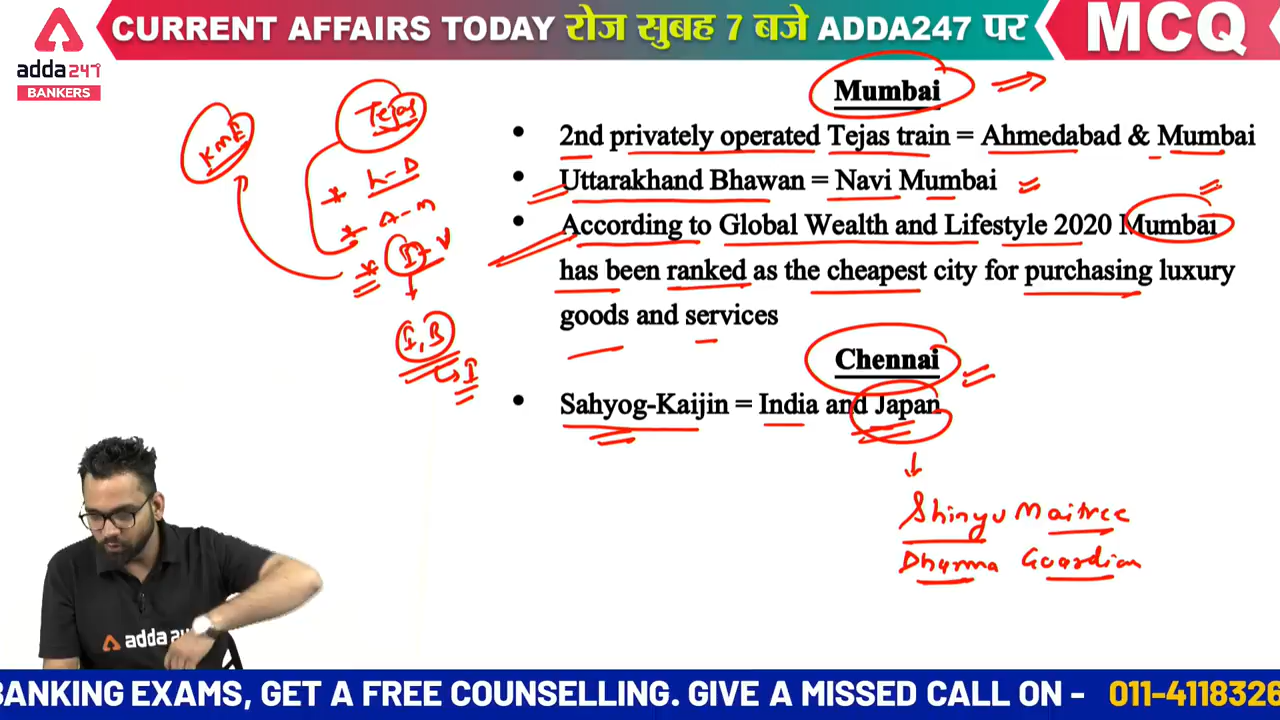 CURRENT AFFAIRS TODAY रोज सुबह 7 बजे ADDA247 पर
MCQ
adda247
BANKERS
Mumbai
• 2nd privately operated Tejas train = Ahmedabad & Mumbai
• Uttarakhand Bhawan = Navi Mumbai
• According to Global Wealth and Lifestyle 2020 Mumbai
has been ranked as the cheapest city for purchasing luxury
goods and services
Chennai
• Sahyog-Kaijin = India and Japan
Shinyu Maitree
Dharma Guardian
Tejas
KME
L-D
A-M
I-V
I, B
I
adda 24
BANKING EXAMS, GET A FREE COUNSELLING. GIVE A MISSED CALL ON - 011-4118326